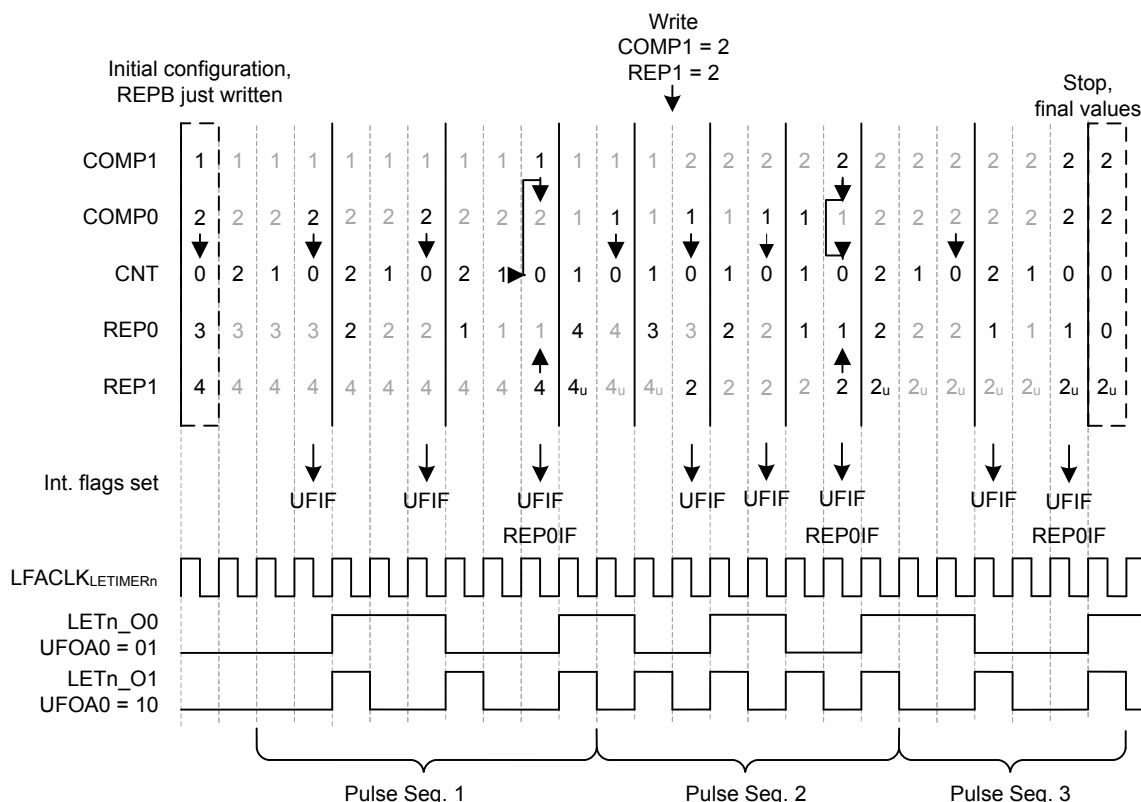 Write
COMP1 = 2
REP1 = 2
Initial configuration,
REPB just written
Stop,
final values
COMP1 1 1 1 1 1 1 1 1 1 1 1 1 1 2 2 2 2 2 2 2 2 2 2 2 2
COMP0 2 2 2 2 2 2 2 2 2 2 1 1 1 1 1 1 1 1 2 2 2 2 2 2 2
CNT 0 2 1 0 2 1 0 2 1 0 1 0 1 0 1 0 1 0 2 1 0 2 1 0 0
REP0 3 3 3 3 2 2 2 1 1 1 4 4 3 3 2 2 1 1 2 2 2 1 1 1 0
REP1 4 4 4 4 4 4 4 4 4 4 4u 4u 4u 2 2 2 2 2 2u 2u 2u 2u 2u 2u 2u
Int. flags set
UFIF UFIF UFIF UFIF UFIF UFIF UFIF UFIF
REP0IF REP0IF REP0IF
LFACLKLETIMERn
LETn_O0
UFOA0 = 01
LETn_O1
UFOA0 = 10
Pulse Seq. 1 Pulse Seq. 2 Pulse Seq. 3